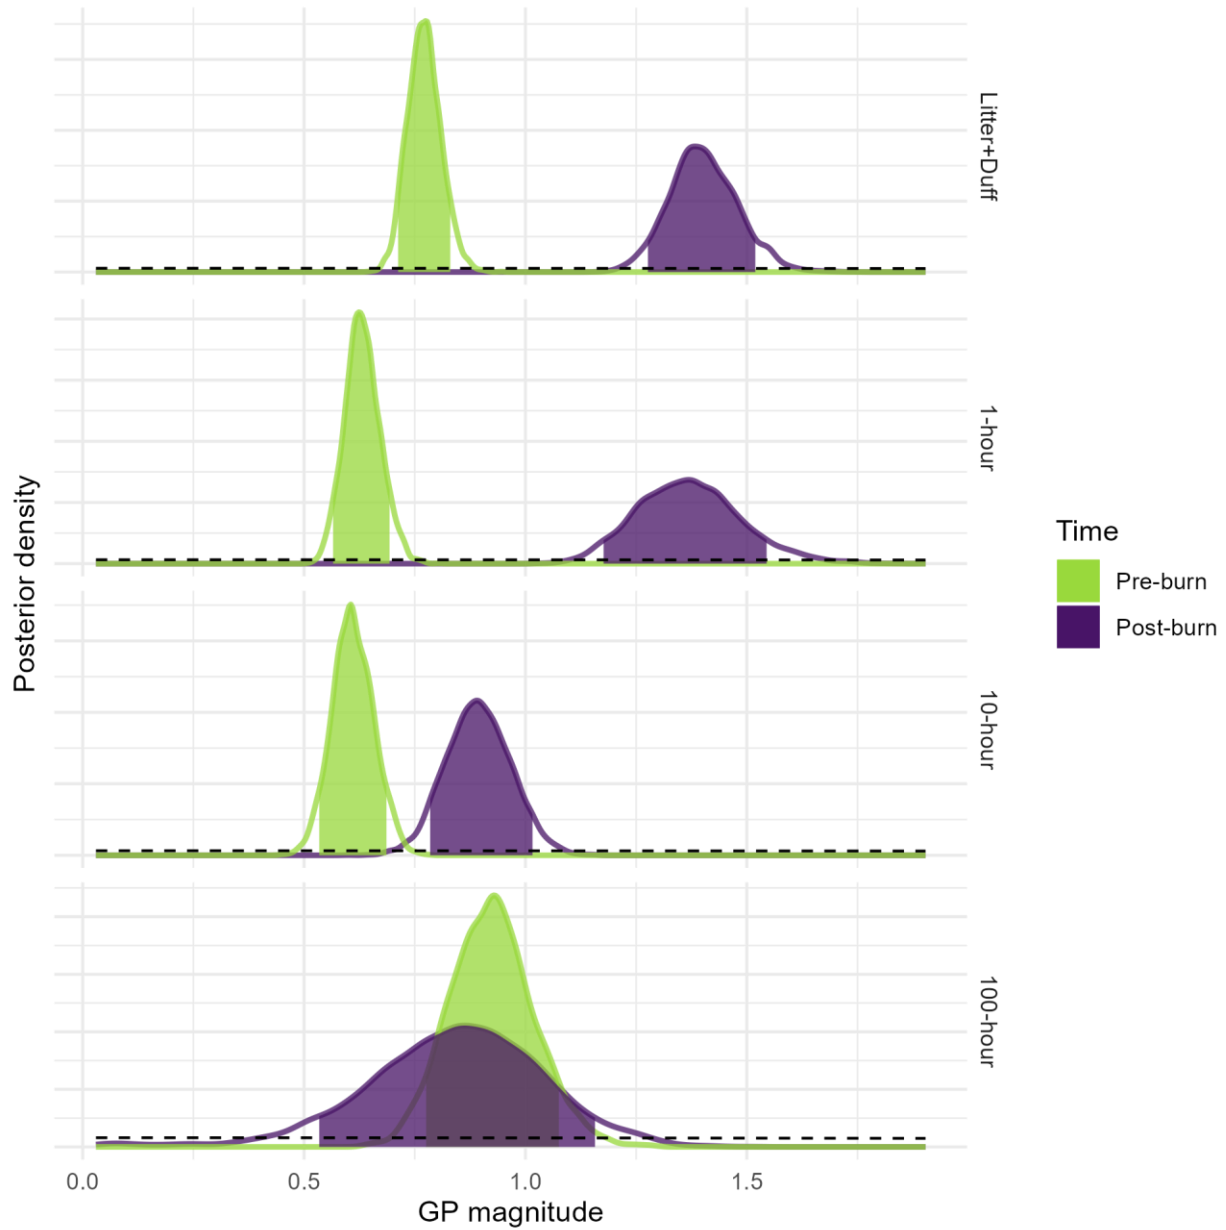 Litter+Duff
1-hour
10-hour
100-hour
Posterior density
0.0 0.5 1.0 1.5
GP magnitude
Time
Pre-burn
Post-burn